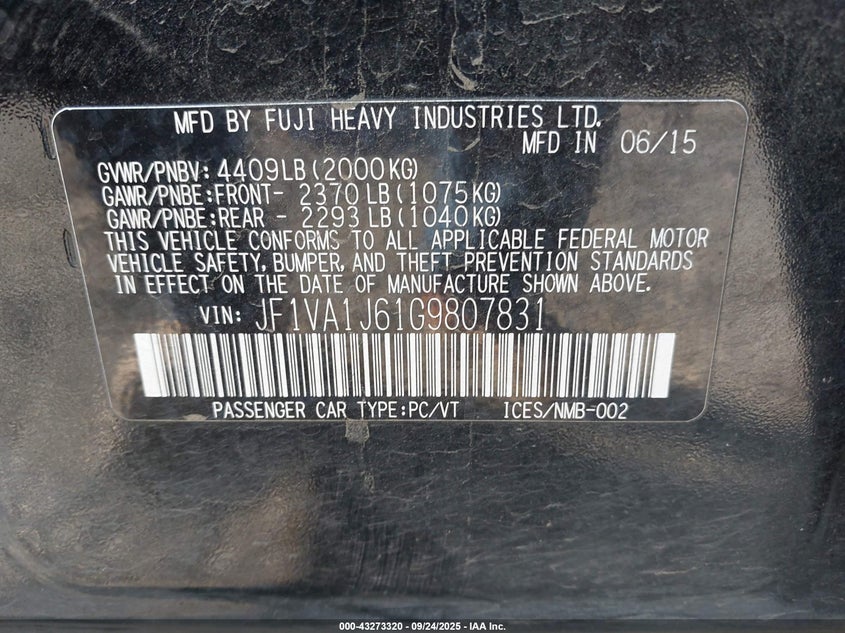 MFD BY FUJI HEAVY INDUSTRIES LTD.
MFD IN 06/15
GVWR/PNBV: 4409LB (2000KG)
GAWR/PNBE:FRONT- 2370 LB (1075KG)
GAWR/PNBE:REAR - 2293 LB (1040KG)
THIS VEHICLE CONFORMS TO ALL APPLICABLE FEDERAL MOTOR
VEHICLE SAFETY, BUMPER, AND THEFT PREVENTION STANDARDS
IN EFFECT ON THE DATE OF MANUFACTURE SHOWN ABOVE.
VIN: JF1VA1J61G9807831
PASSENGER CAR TYPE:PC/VT ICES/NMB-002
000-43273320 - 09/24/2025 - IAA Inc.